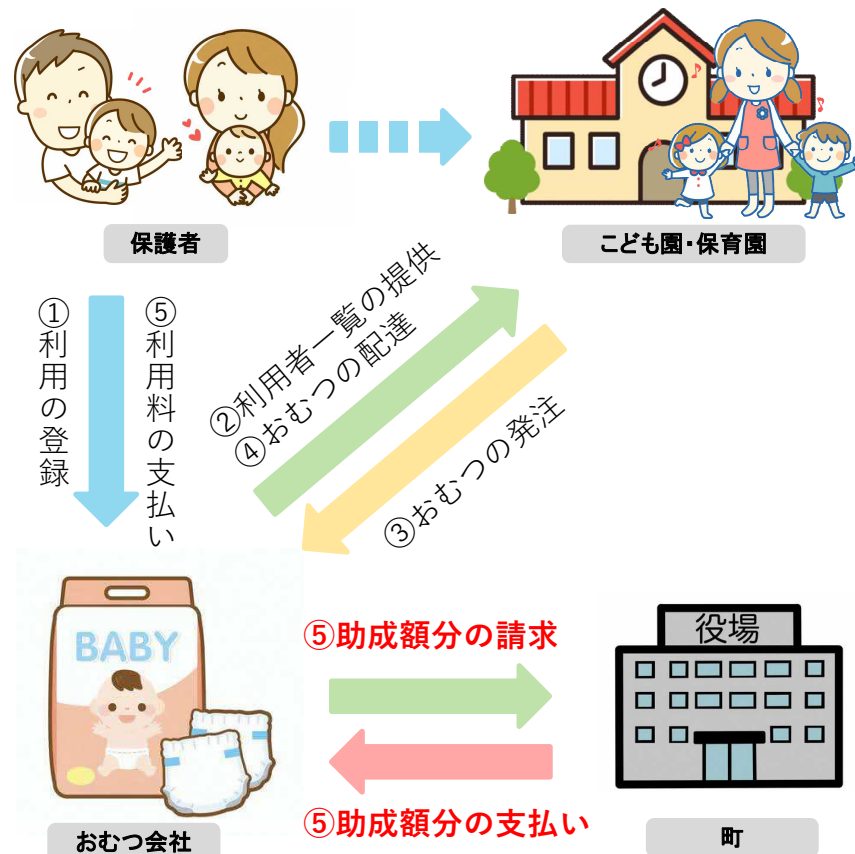 保護者
こども園・保育園
①利用の登録
⑤利用料の支払い
②利用者一覧の提供
④おむつの配達
③おむつの発注
BABY
⑤助成額分の請求
役場
⑤助成額分の支払い
おむつ会社
町